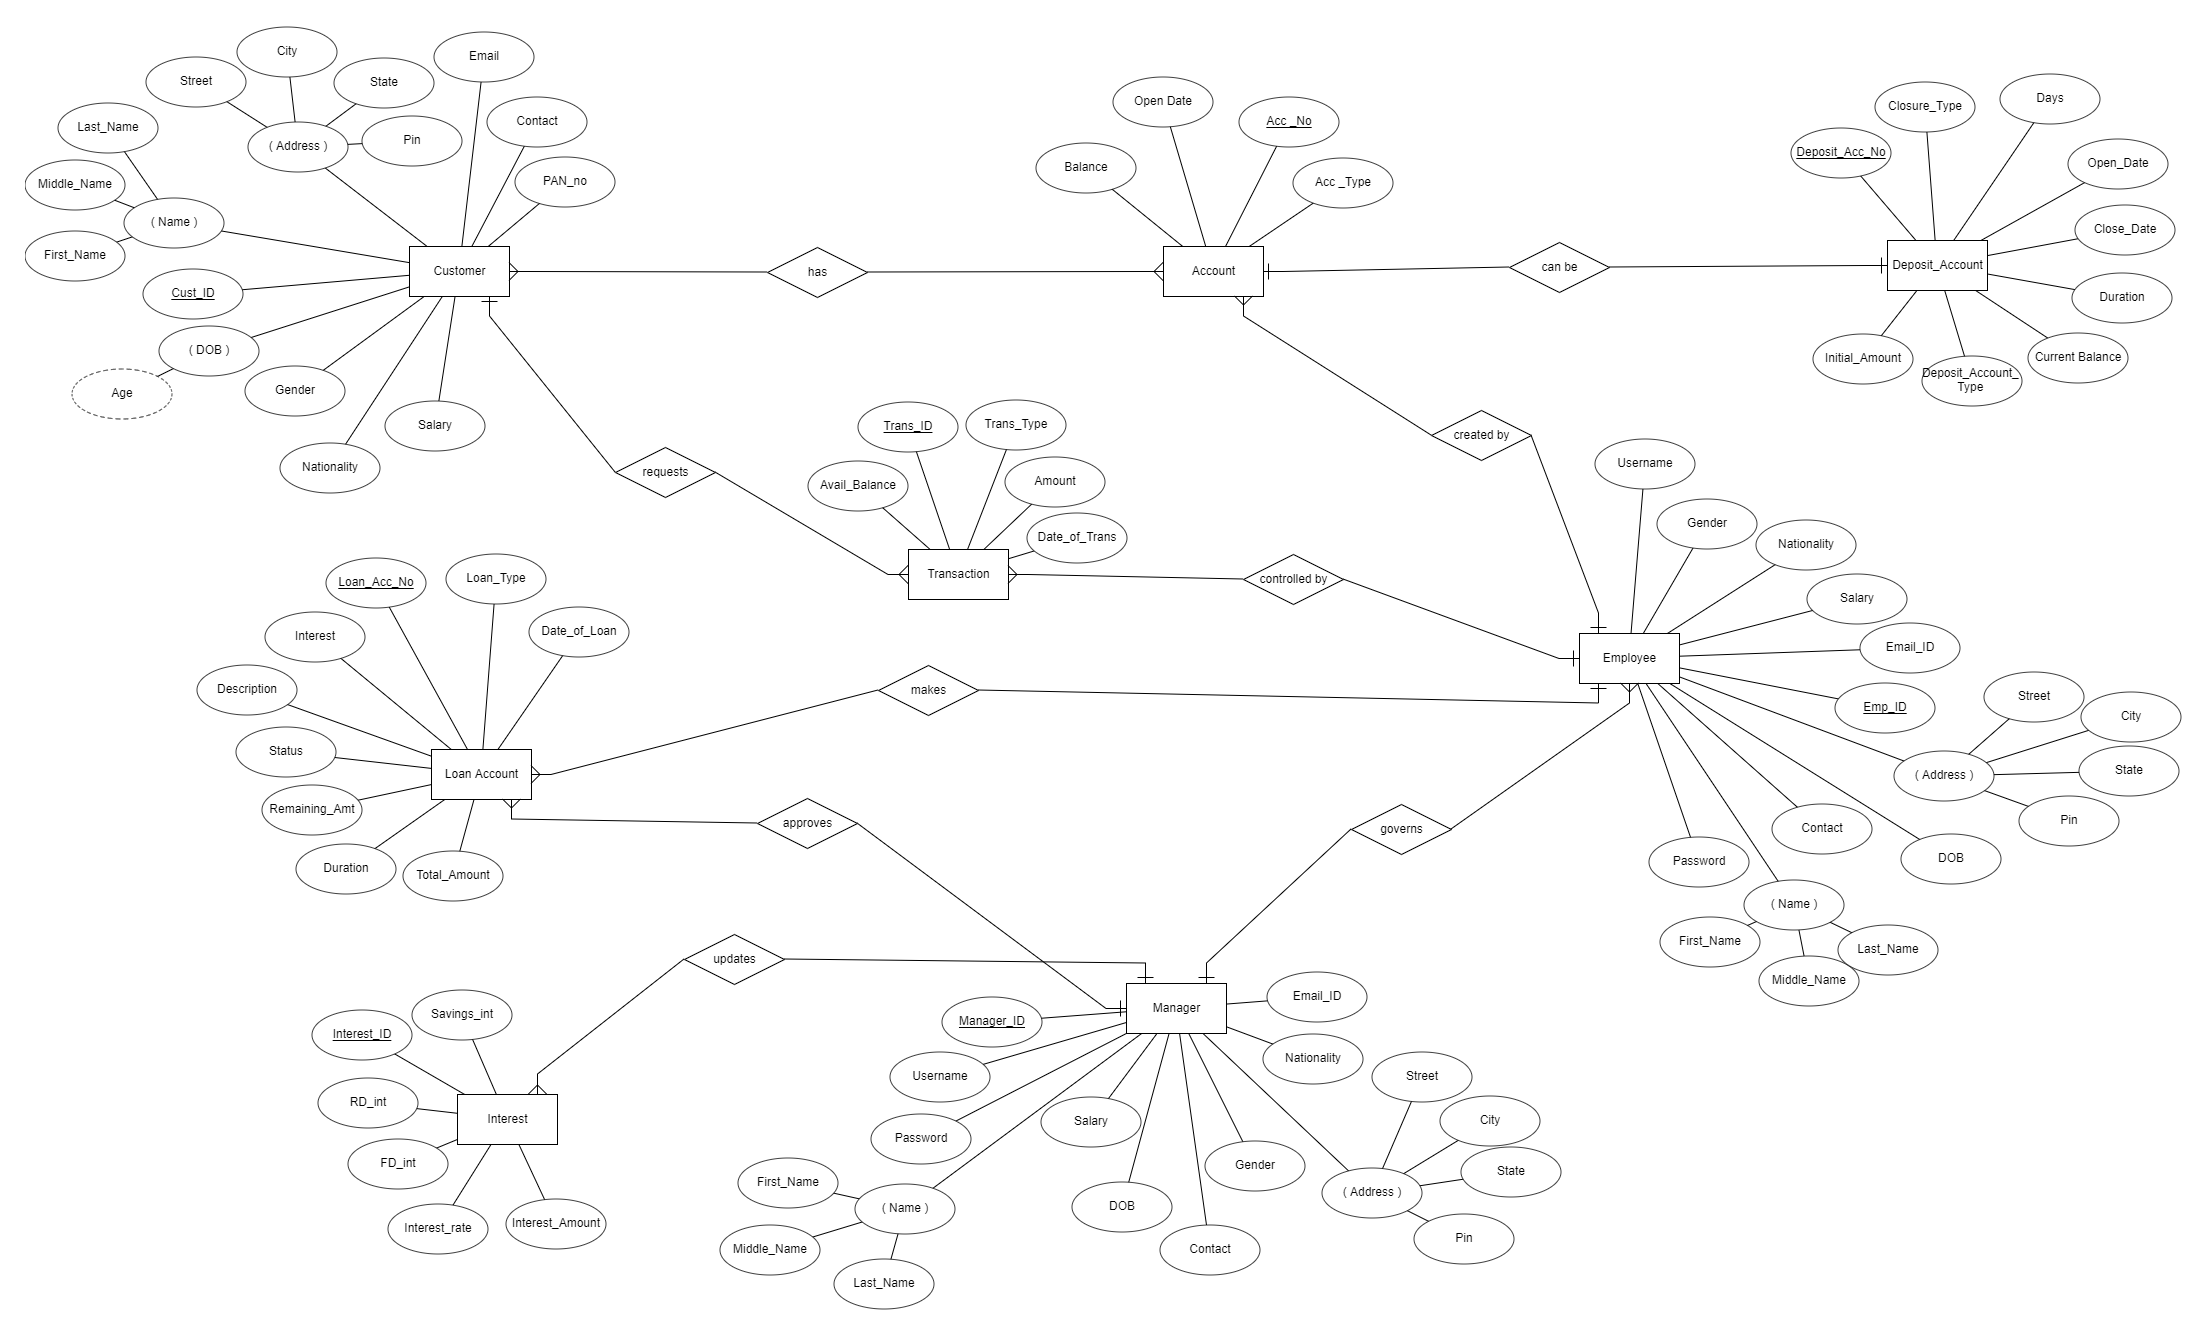 City
Email
Street
State
Contact
Last_Name
( Address )
Pin
Middle_Name
PAN_no
( Name )
First_Name
Customer
Cust_ID
( DOB )
Age
Gender
Salary
Nationality
has
Open Date
Acc _No
Balance
Acc _Type
Account
can be
Closure_Type
Days
Deposit_Acc_No
Open_Date
Close_Date
Deposit_Account
Duration
Initial_Amount
Current Balance
Deposit_Account_
Type
created by
requests
Trans_ID
Trans_Type
Avail_Balance
Amount
Date_of_Trans
Transaction
controlled by
Username
Gender
Nationality
Salary
Email_ID
Employee
Emp_ID
Street
City
( Address )
State
Pin
Contact
DOB
Password
( Name )
First_Name
Last_Name
Middle_Name
Loan_Acc_No
Loan_Type
Interest
Date_of_Loan
Description
Status
Loan Account
Remaining_Amt
Duration
Total_Amount
makes
approves
governs
updates
Savings_int
Interest_ID
RD_int
Interest
FD_int
Interest_rate
Interest_Amount
Manager
Email_ID
Manager_ID
Nationality
Username
Street
Salary
City
Password
Gender
State
First_Name
( Address )
( Name )
DOB
Pin
Middle_Name
Contact
Last_Name